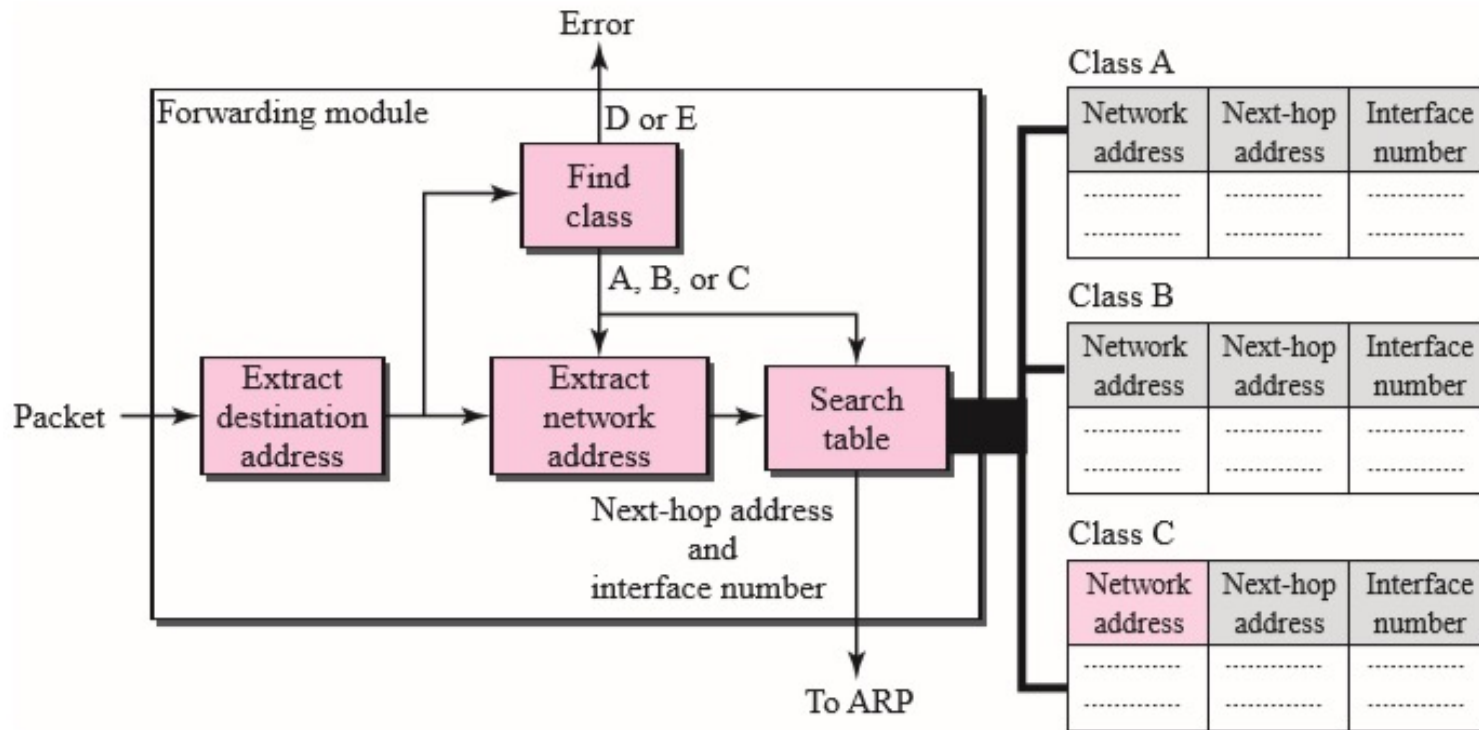 Error
Class A
Network address
Next-hop address
Interface number
Forwarding module
D or E
Find
class
A, B, or C
Class B
Network address
Next-hop address
Interface number
Packet
Extract
destination
address
Extract
network
address
Search
table
Next-hop address
and
interface number
Class C
Network address
Next-hop address
Interface number
To ARP